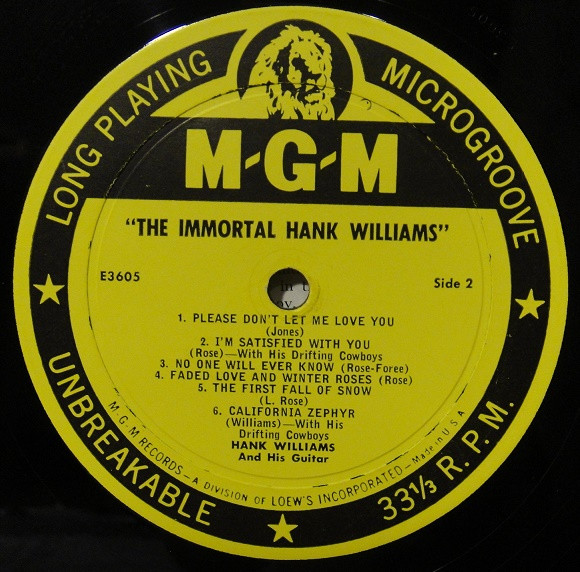 LONG PLAYING
MICROGROOVE
M-G-M
"THE IMMORTAL HANK WILLIAMS"
E3605
Side 2
1. PLEASE DON'T LET ME LOVE YOU
(Jones)
2. I'M SATISFIED WITH YOU
(Rose)—With His Drifting Cowboys
3. NO ONE WILL EVER KNOW (Rose-Foree)
4. FADED LOVE AND WINTER ROSES (Rose)
5. THE FIRST FALL OF SNOW
(L. Rose)
6. CALIFORNIA ZEPHYR
(Williams)—With His
Drifting Cowboys
HANK WILLIAMS
And His Guitar
M-G-M RECORDS—A DIVISION OF LOEW'S INCORPORATED—Made in U.S.A
UNBREAKABLE
33⅓ R.P.M.